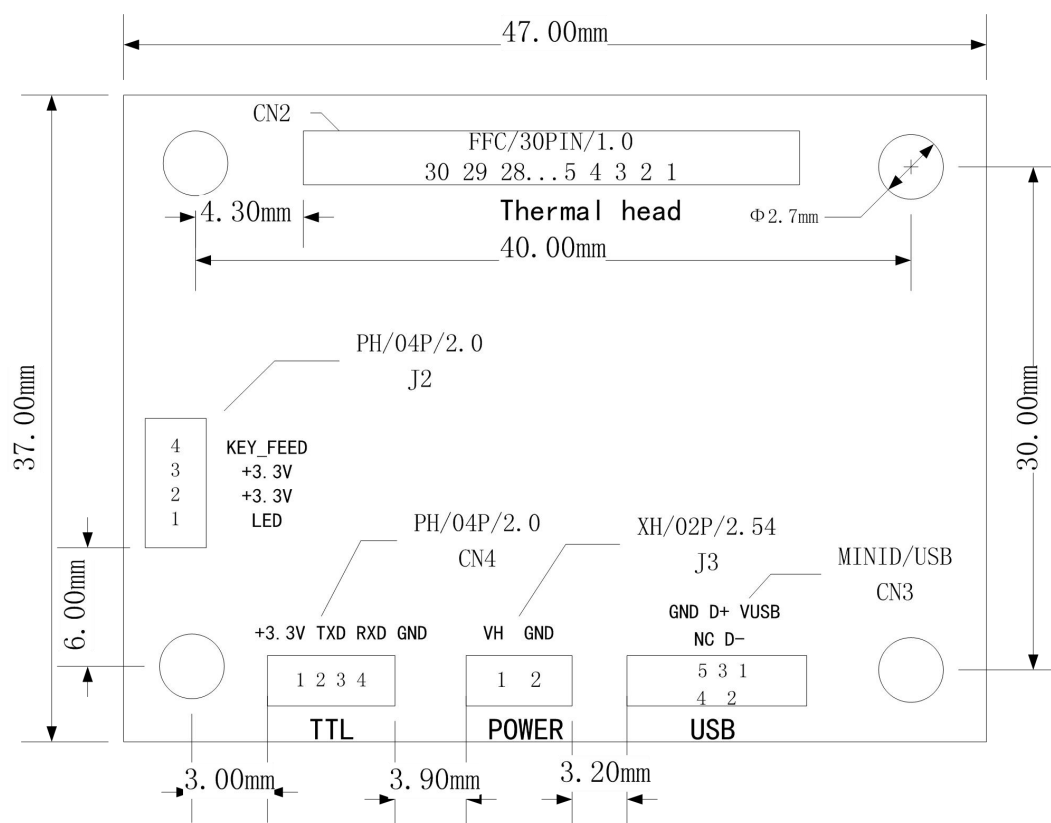 47.00mm
CN2
FFC/30PIN/1.0
30 29 28...5 4 3 2 1
4.30mm
Thermal head
Φ2.7mm
40.00mm
37.00mm
30.00mm
PH/04P/2.0
J2
4 KEY_FEED
3 +3.3V
2 +3.3V
1 LED
PH/04P/2.0
CN4
XH/02P/2.54
J3
MINID/USB
CN3
6.00mm
GND D+ VUSB
NC D-
+3.3V TXD RXD GND
VH GND
1 2 3 4
1 2
5 3 1
4 2
TTL
POWER
USB
3.00mm
3.90mm
3.20mm